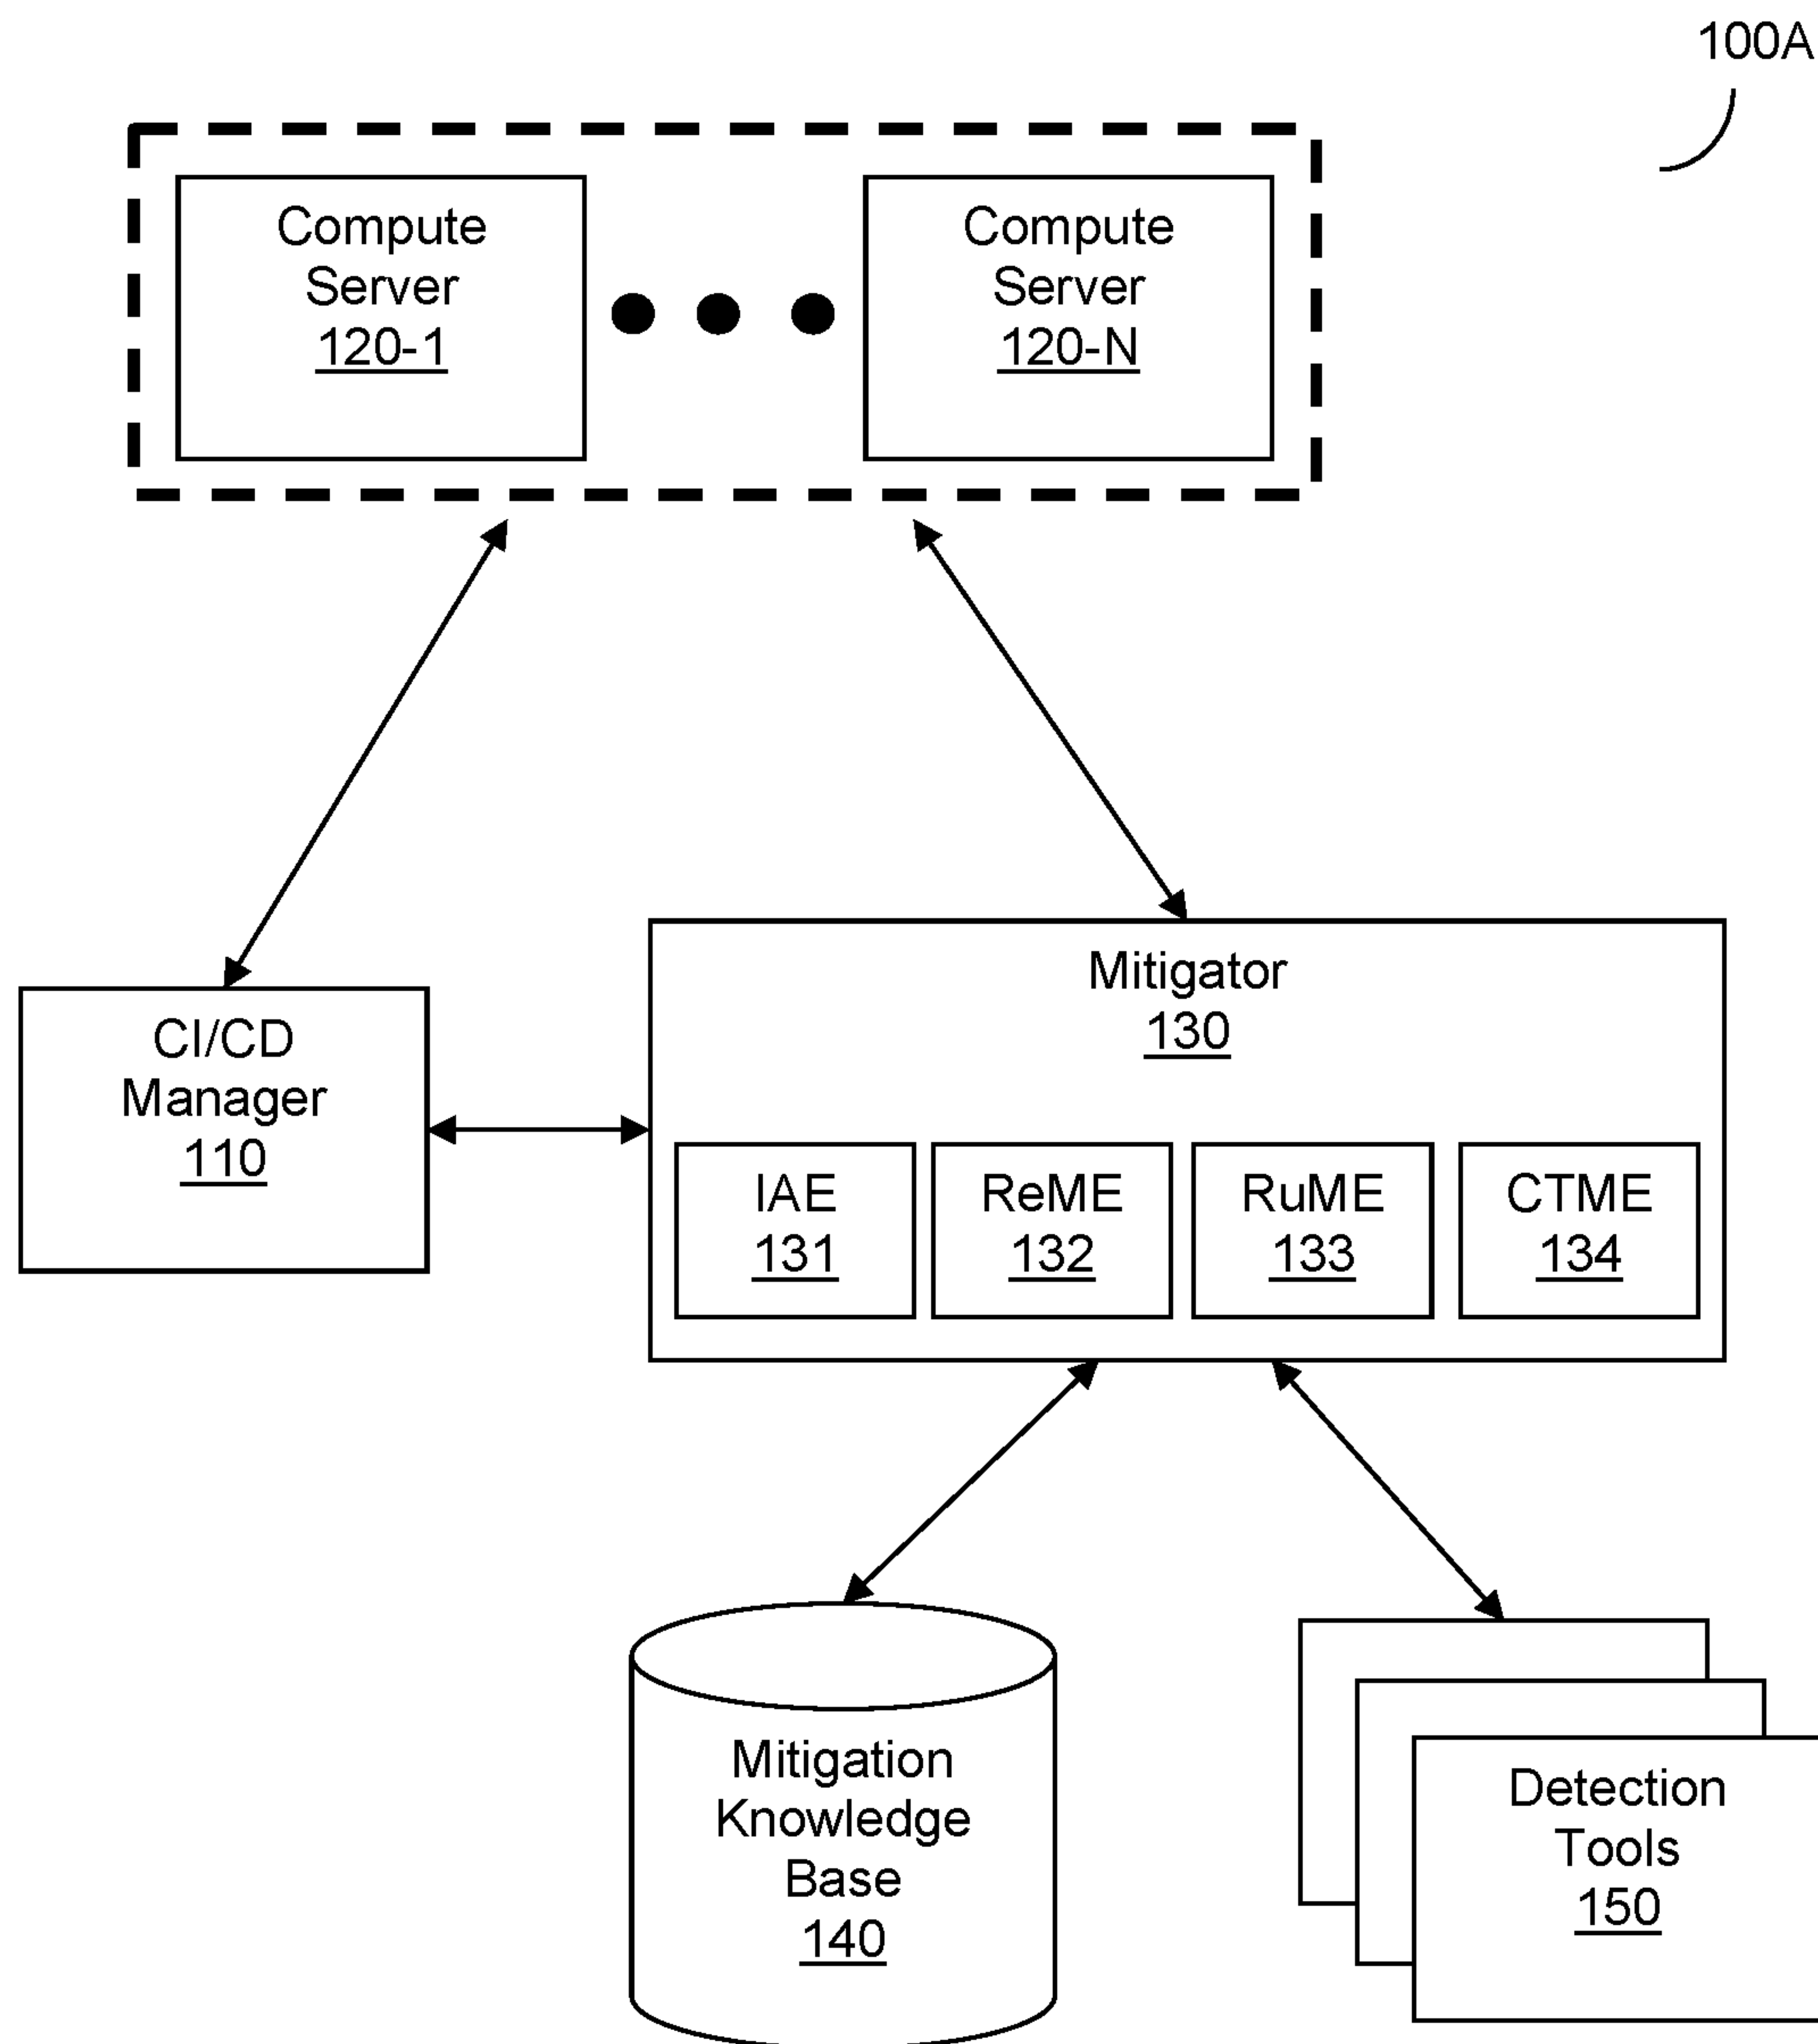 100A
Compute
Server
120-1
Compute
Server
120-N
CI/CD
Manager
110
Mitigator
130
IAE
131
ReME
132
RuME
133
CTME
134
Mitigation
Knowledge
Base
140
Detection
Tools
150